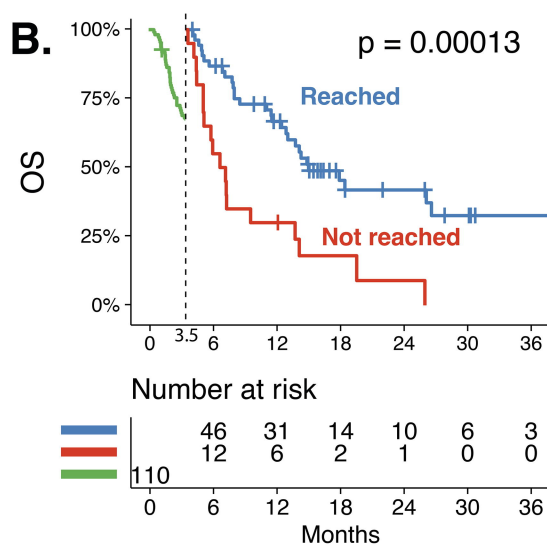 B.
p = 0.00013
OS
100%
75%
50%
25%
0%
Reached
Not reached
0 3.5 6 12 18 24 30 36
Number at risk
46 31 14 10 6 3
12 6 2 1 0 0
110
0 6 12 18 24 30 36
Months